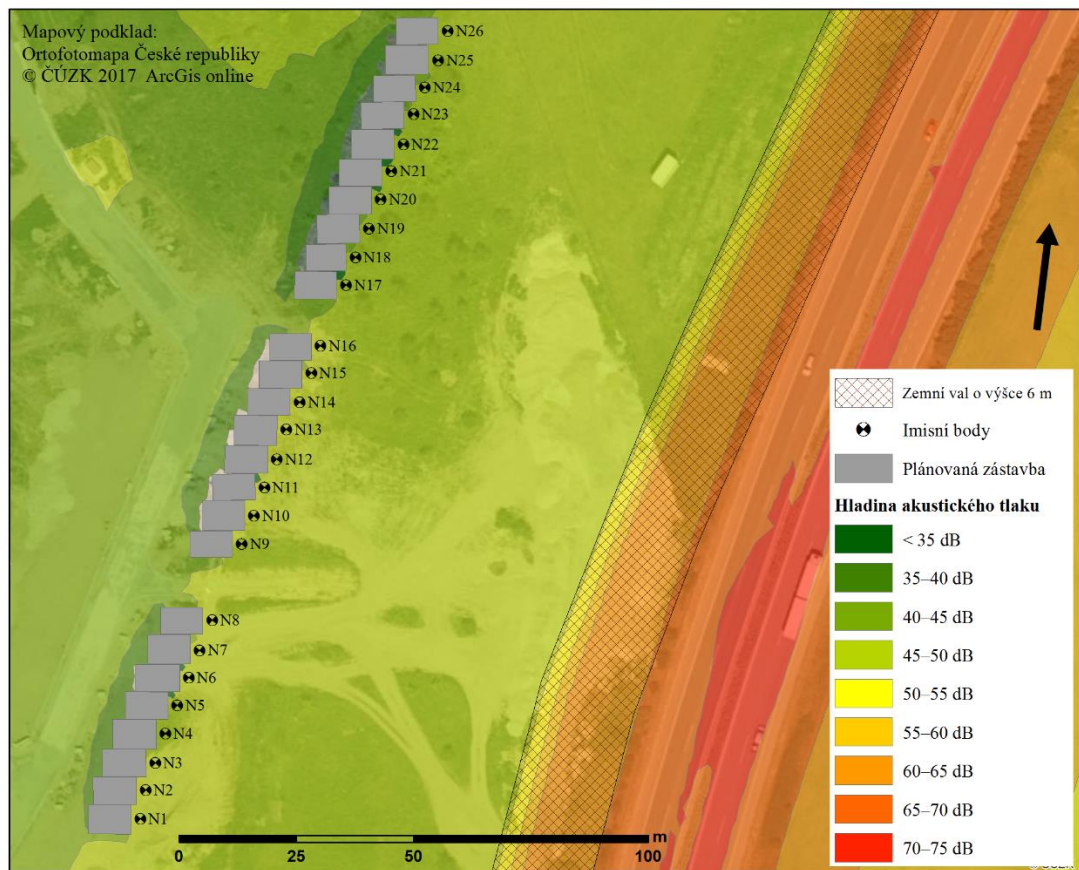 Mapový podklad:
Ortofotomapa České republiky
© ČÚZK 2017 ArcGis online
N26
N25
N24
N23
N22
N21
N20
N19
N18
N17
N16
N15
N14
N13
N12
N11
N10
N9
N8
N7
N6
N5
N4
N3
N2
N1
Zemní val o výšce 6 m
Imisní body
Plánovaná zástavba
Hladina akustického tlaku
< 35 dB
35–40 dB
40–45 dB
45–50 dB
50–55 dB
55–60 dB
60–65 dB
65–70 dB
70–75 dB
m
0 25 50 100